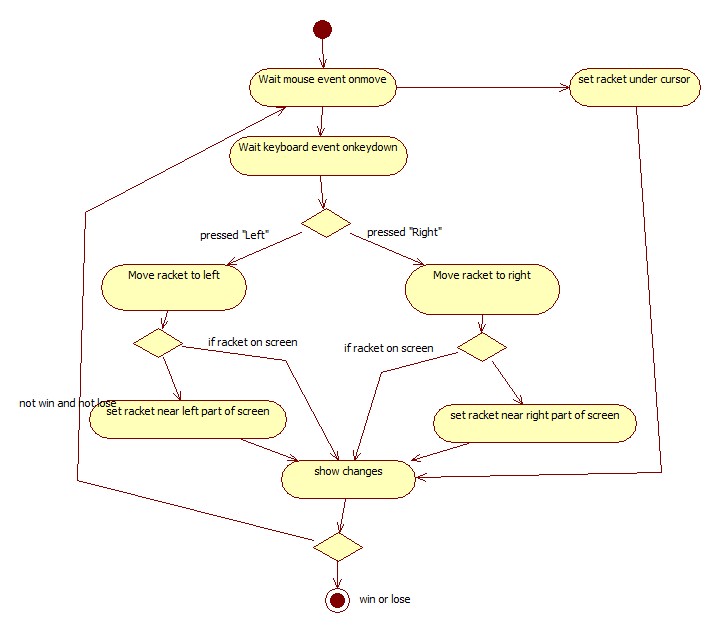 Wait mouse event onmove
set racket under cursor
Wait keyboard event onkeydown
pressed "Left"
pressed "Right"
Move racket to left
Move racket to right
if racket on screen
if racket on screen
not win and not lose
set racket near left part of screen
set racket near right part of screen
show changes
win or lose